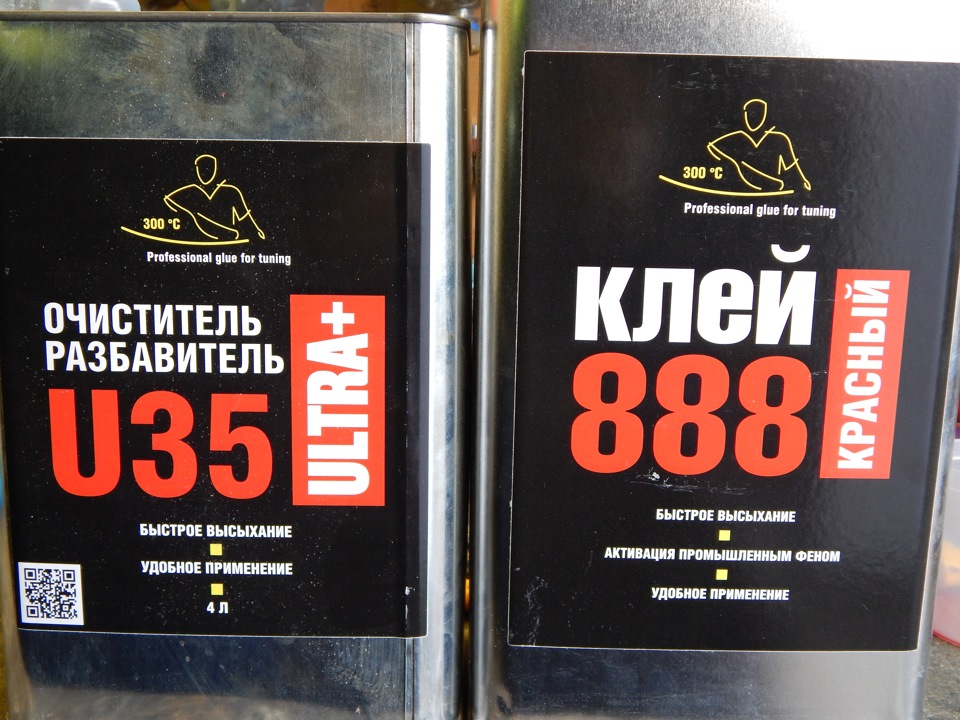 300 °C
Professional glue for tuning
ОЧИСТИТЕЛЬ
РАЗБАВИТЕЛЬ
U35
ULTRA+
БЫСТРОЕ ВЫСЫХАНИЕ
УДОБНОЕ ПРИМЕНЕНИЕ
4 Л
300 °C
Professional glue for tuning
клей
888
КРАСНЫЙ
БЫСТРОЕ ВЫСЫХАНИЕ
АКТИВАЦИЯ ПРОМЫШЛЕННЫМ ФЕНОМ
УДОБНОЕ ПРИМЕНЕНИЕ